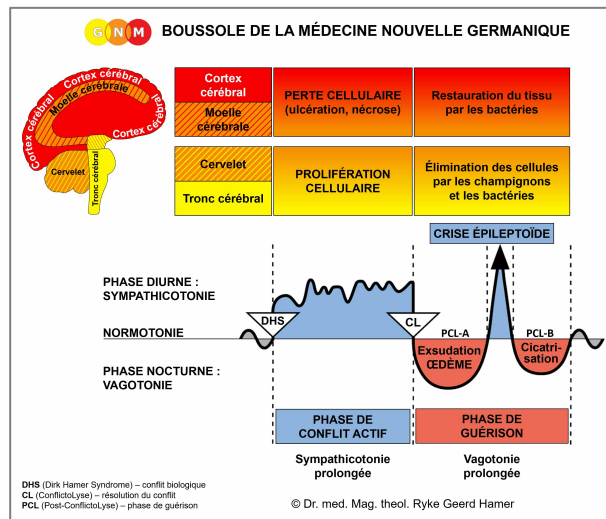 G N M
BOUSSOLE DE LA MÉDECINE NOUVELLE GERMANIQUE
Cortex cérébral
Moelle cérébrale
Cortex cérébral
Cortex cérébral
Cervelet
Tronc cérébral
Cortex
cérébral
Moelle
cérébrale
PERTE CELLULAIRE
(ulcération, nécrose)
Restauration du tissu
par les bactéries
Cervelet
Tronc cérébral
PROLIFÉRATION
CELLULAIRE
Élimination des cellules
par les champignons
et les bactéries
CRISE ÉPILEPTOÏDE
PHASE DIURNE :
SYMPATHICOTONIE
DHS
CL
NORMOTONIE
PCL-A
PCL-B
Exsudation
ŒDÈME
Cicatri-
sation
PHASE NOCTURNE :
VAGOTONIE
PHASE DE
CONFLIT ACTIF
PHASE DE
GUÉRISON
Sympathicotonie
prolongée
Vagotonie
prolongée
DHS (Dirk Hamer Syndrome) – conflit biologique
CL (ConflictoLyse) – résolution du conflit
PCL (Post-ConflictoLyse) – phase de guérison
© Dr. med. Mag. theol. Ryke Geerd Hamer